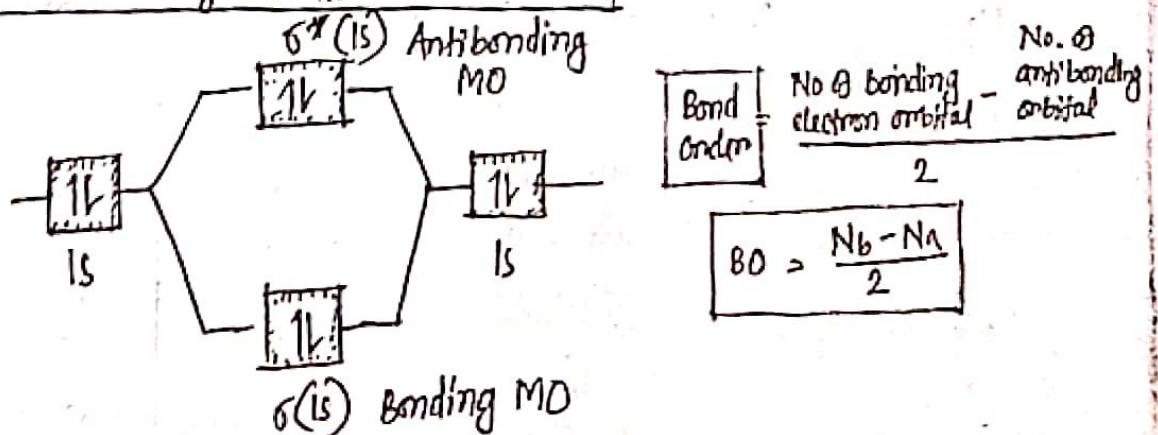 σ*(1s) Antibonding
MO
1s
1s
σ(1s) Bonding MO
Bond
order
=
No of bonding
electron orbital
-
No. of
antibonding
orbital
2
BO = Nb - Na
2